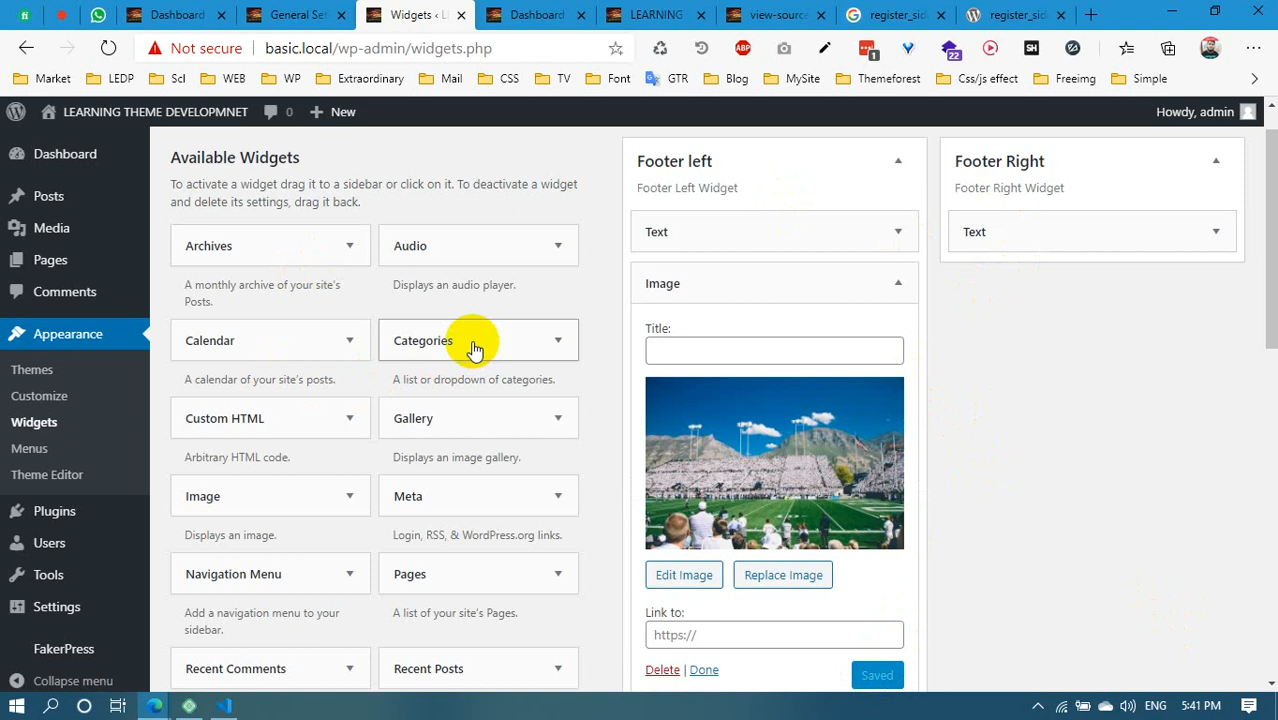 Dashboard
General Set
Widgets ‹ L
Dashboard
LEARNING
view-source
register_sid
register_sid
Not secure
basic.local/wp-admin/widgets.php
ABP
1
22
SH
Market
LEDP
Scl
WEB
WP
Extraordinary
Mail
CSS
TV
Font
GTR
Blog
MySite
Themeforest
Css/js effect
Freeimg
Simple
LEARNING THEME DEVELOPMNET
0
New
Howdy, admin
Dashboard
Posts
Media
Pages
Comments
Appearance
Themes
Customize
Widgets
Menus
Theme Editor
Plugins
Users
Tools
Settings
FakerPress
Collapse menu
Available Widgets
To activate a widget drag it to a sidebar or click on it. To deactivate a widget
and delete its settings, drag it back.
Archives
A monthly archive of your site's
Posts.
Audio
Displays an audio player.
Calendar
A calendar of your site's posts.
Categories
A list or dropdown of categories.
Custom HTML
Arbitrary HTML code.
Gallery
Displays an image gallery.
Image
Displays an image.
Meta
Login, RSS, & WordPress.org links.
Navigation Menu
Add a navigation menu to your
sidebar.
Pages
A list of your site's Pages.
Recent Comments
Recent Posts
Footer left
Footer Left Widget
Text
Image
Title:
Edit Image
Replace Image
Link to:
https://
Delete | Done
Saved
Footer Right
Footer Right Widget
Text
ENG
5:41 PM